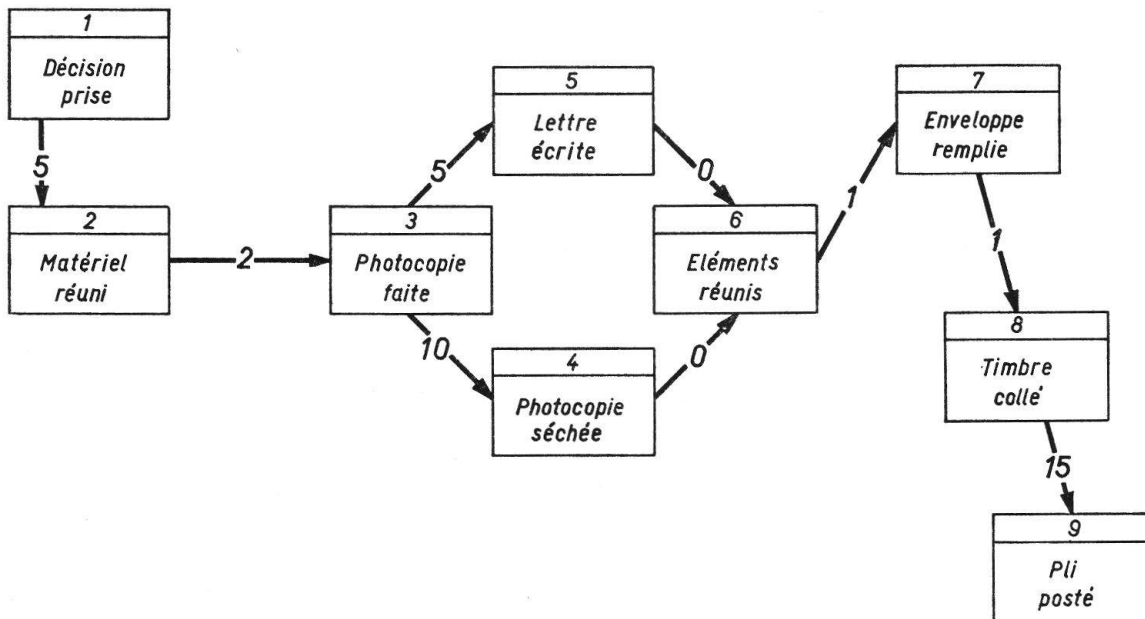 1
Décision
prise
5
2
Matériel
réuni
2
3
Photocopie
faite
5
10
5
Lettre
écrite
0
4
Photocopie
séchée
0
6
Eléments
réunis
1
7
Enveloppe
remplie
1
8
Timbre
collé
15
9
Pli
posté